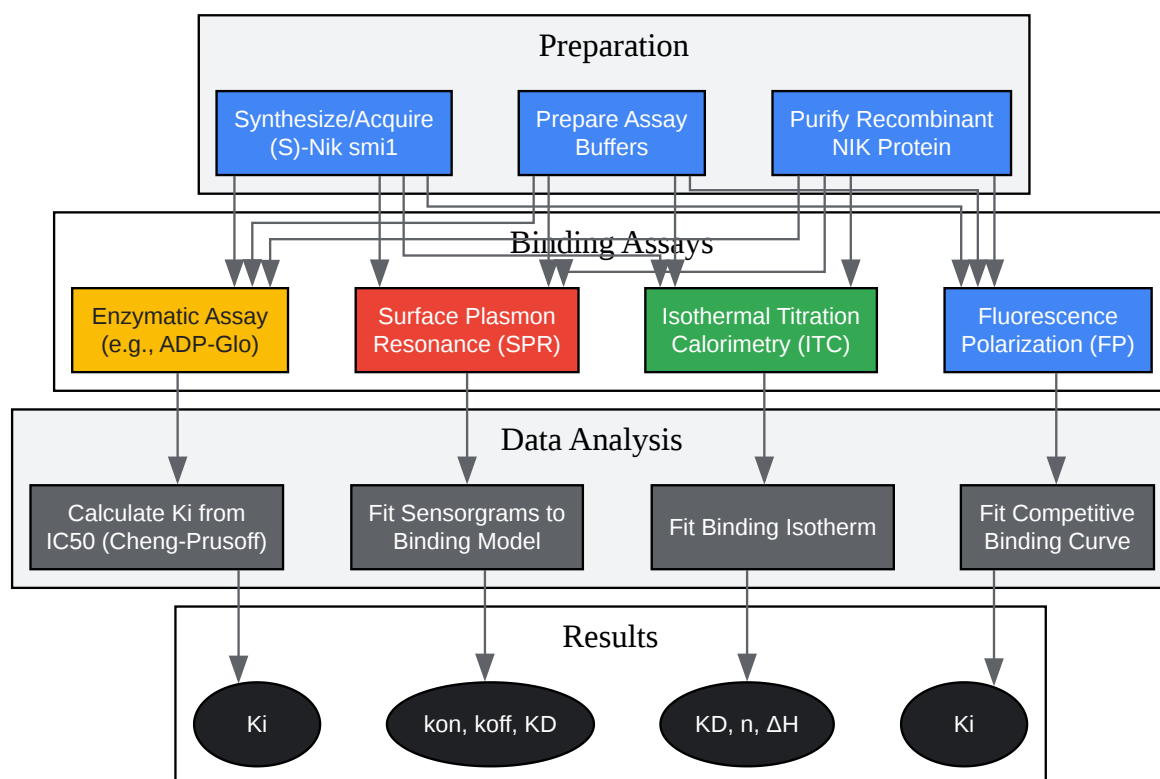 Preparation
Synthesize/Acquire
(S)-Nik smi1
Prepare Assay
Buffers
Purify Recombinant
NIK Protein
Binding Assays
Enzymatic Assay
(e.g., ADP-Glo)
Surface Plasmon
Resonance (SPR)
Isothermal Titration
Calorimetry (ITC)
Fluorescence
Polarization (FP)
Data Analysis
Calculate Ki from
IC50 (Cheng-Prusoff)
Fit Sensorgrams to
Binding Model
Fit Binding Isotherm
Fit Competitive
Binding Curve
Results
Ki
kon, koff, KD
KD, n, ΔH
Ki